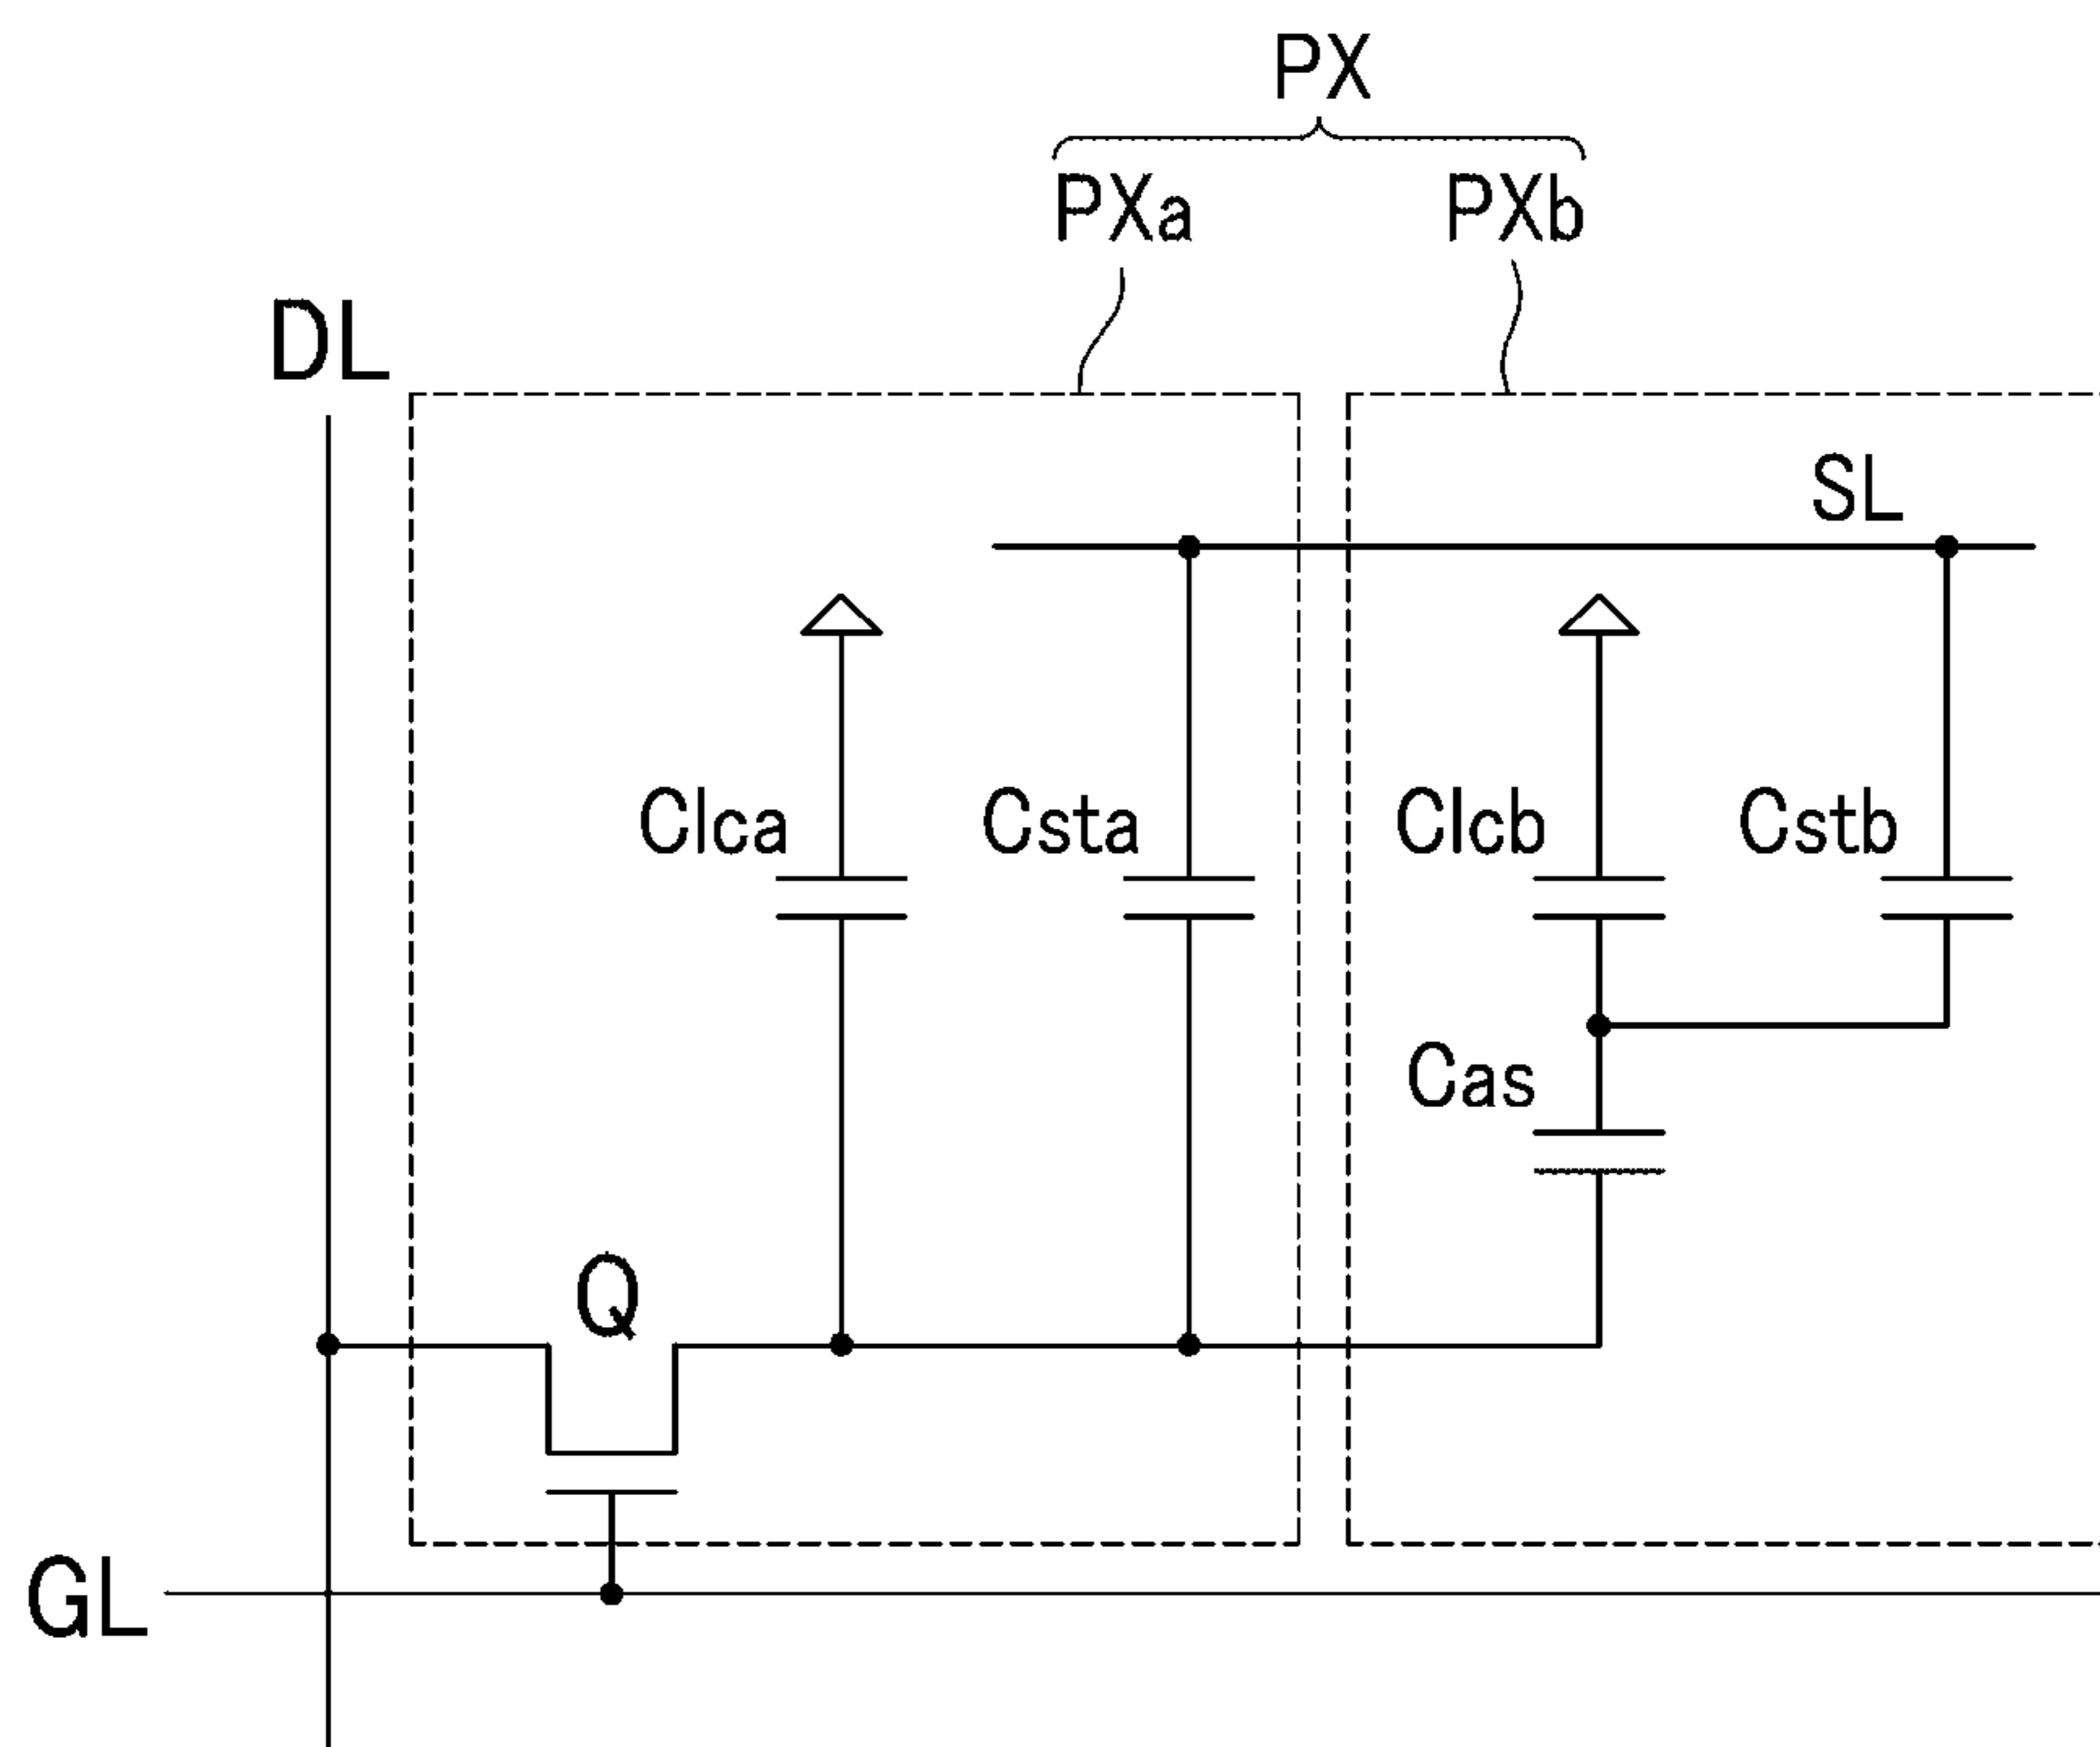 PX
PXa PXb
DL
SL
Clca Csta Clcb Cstb
Cas
Q
GL